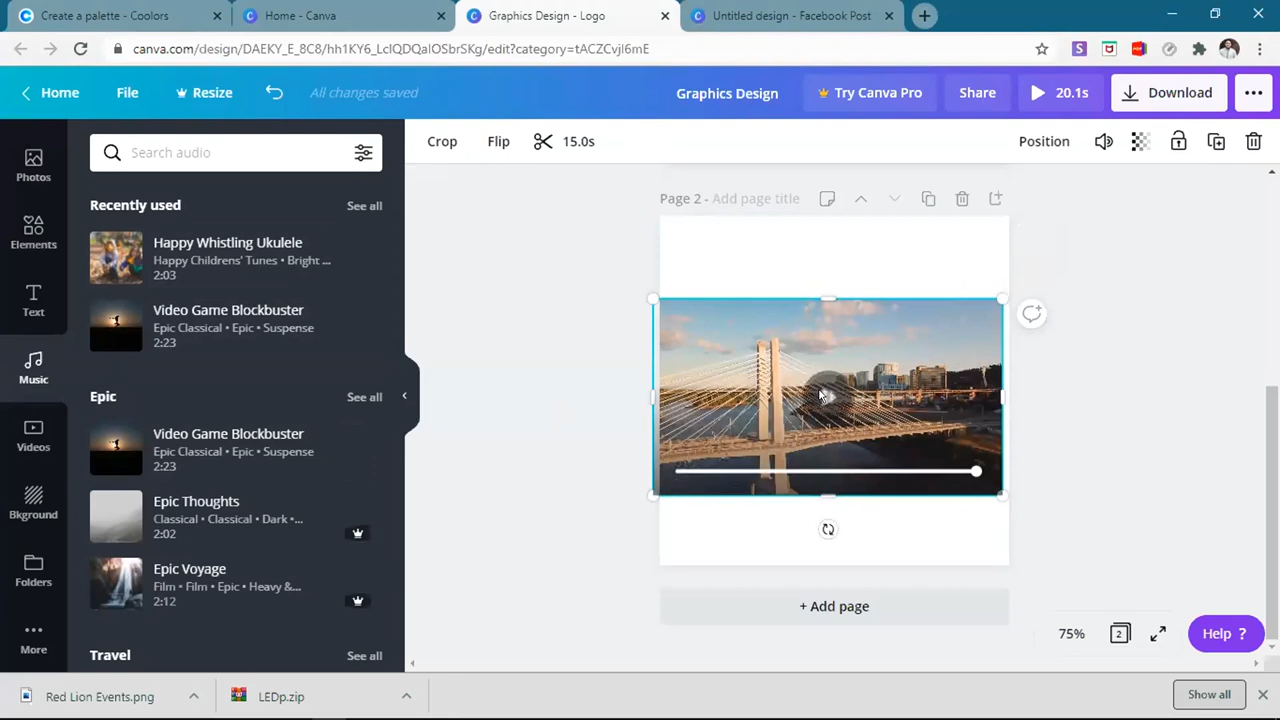 Create a palette - Coolors
Home - Canva
Graphics Design - Logo
Untitled design - Facebook Post
canva.com/design/DAEKY_E_8C8/hh1KY6_LcIQDQaIOSbrSKg/edit?category=tACZCvjI6mE
Home
File
Resize
All changes saved
Graphics Design
Try Canva Pro
Share
20.1s
Download
Search audio
Crop
Flip
15.0s
Position
Photos
Elements
Text
Music
Videos
Bkground
Folders
More
Recently used
See all
Happy Whistling Ukulele
Happy Childrens' Tunes • Bright ...
2:03
Video Game Blockbuster
Epic Classical • Epic • Suspense
2:23
Epic
See all
Video Game Blockbuster
Epic Classical • Epic • Suspense
2:23
Epic Thoughts
Classical • Classical • Dark •...
2:02
Epic Voyage
Film • Film • Epic • Heavy &...
2:12
Travel
See all
Page 2 - Add page title
+ Add page
75%
2
Help ?
Red Lion Events.png
LEDp.zip
Show all